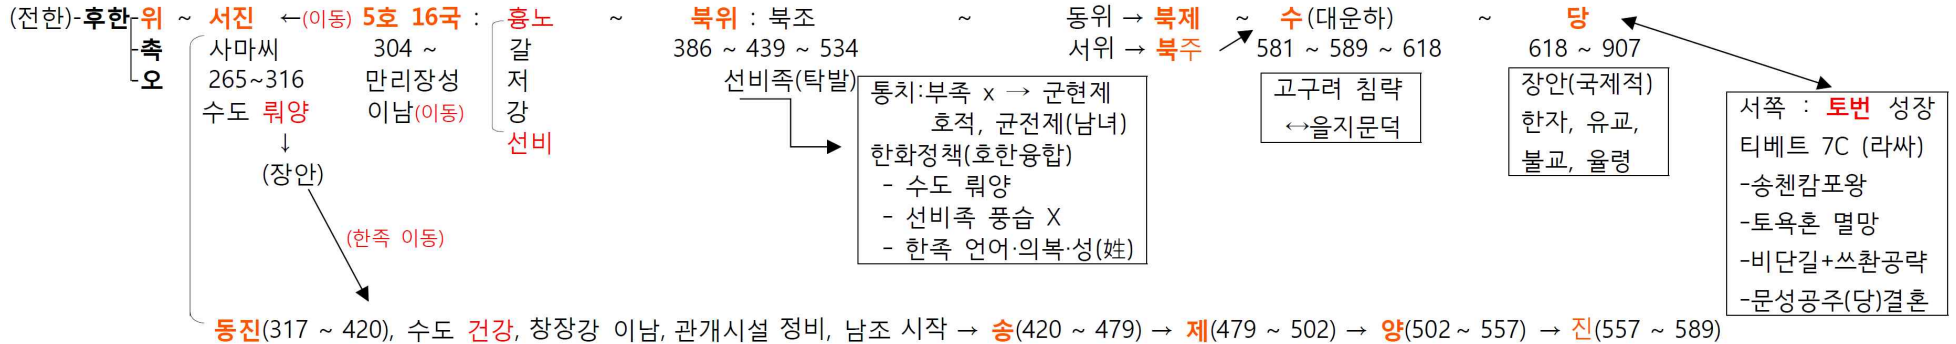 (전한)-후한-위 ~ 서진 ←(이동) 5호 16국 : 흉노 ~ 북위 : 북조 ~ 동위 → 북제 ~ 수(대운하) ~ 당
-촉 사마씨 304 ~ 갈 386 ~ 439 ~ 534 서위 → 북주 581 ~ 589 ~ 618 618 ~ 907
-오 265~316 만리장성 저 선비족(탁발)
수도 뤄양 이남(이동) 강
선비
↓
(장안)
(한족 이동)
통치:부족 x → 군현제
호적, 균전제(남녀)
한화정책(호한융합)
- 수도 뤄양
- 선비족 풍습 X
- 한족 언어·의복·성(姓)
고구려 침략
↔을지문덕
장안(국제적)
한자, 유교,
불교, 율령
서쪽 : 토번 성장
티베트 7C (라싸)
-송첸캄포왕
-토욕혼 멸망
-비단길+쓰촨공략
-문성공주(당)결혼
동진(317 ~ 420), 수도 건강, 창장강 이남, 관개시설 정비, 남조 시작 → 송(420 ~ 479) → 제(479 ~ 502) → 양(502~ 557) → 진(557 ~ 589)